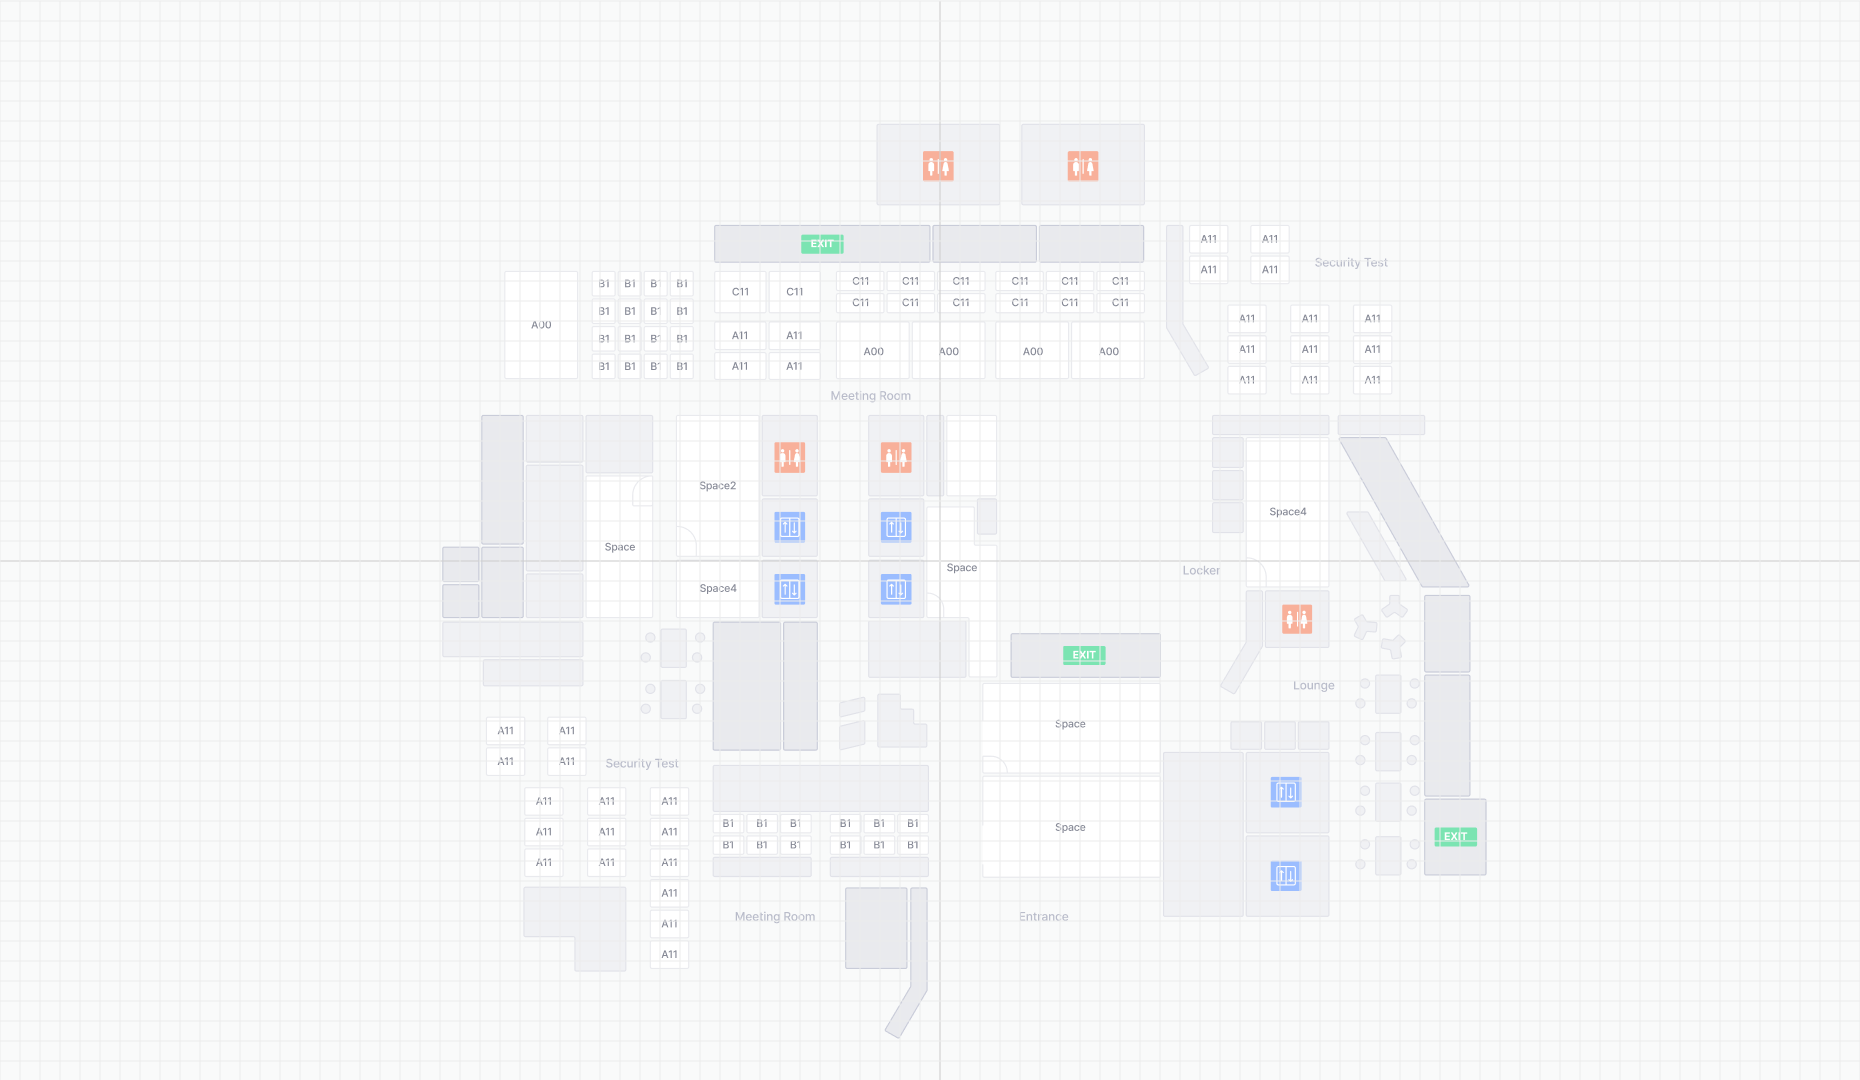 EXIT
A11 A11
Security Test
A11 A11
C11 C11 C11 C11 C11 C11
B1 B1 B1 B1
C11 C11
C11 C11 C11 C11 C11 C11
B1 B1 B1 B1
A11 A11 A11
A00
A11 A11
B1 B1 B1 B1
A00 A00 A00 A00
A11 A11 A11
B1 B1 B1 B1
A11 A11
A11 A11 A11
Meeting Room
Space2
Space4
Space
Space
Locker
Space4
EXIT
Lounge
Space
A11 A11
A11 A11
Security Test
A11 A11 A11
B1 B1 B1 B1 B1 B1
Space
A11 A11 A11
EXIT
B1 B1 B1 B1 B1 B1
A11 A11 A11
A11
Meeting Room
Entrance
A11
A11